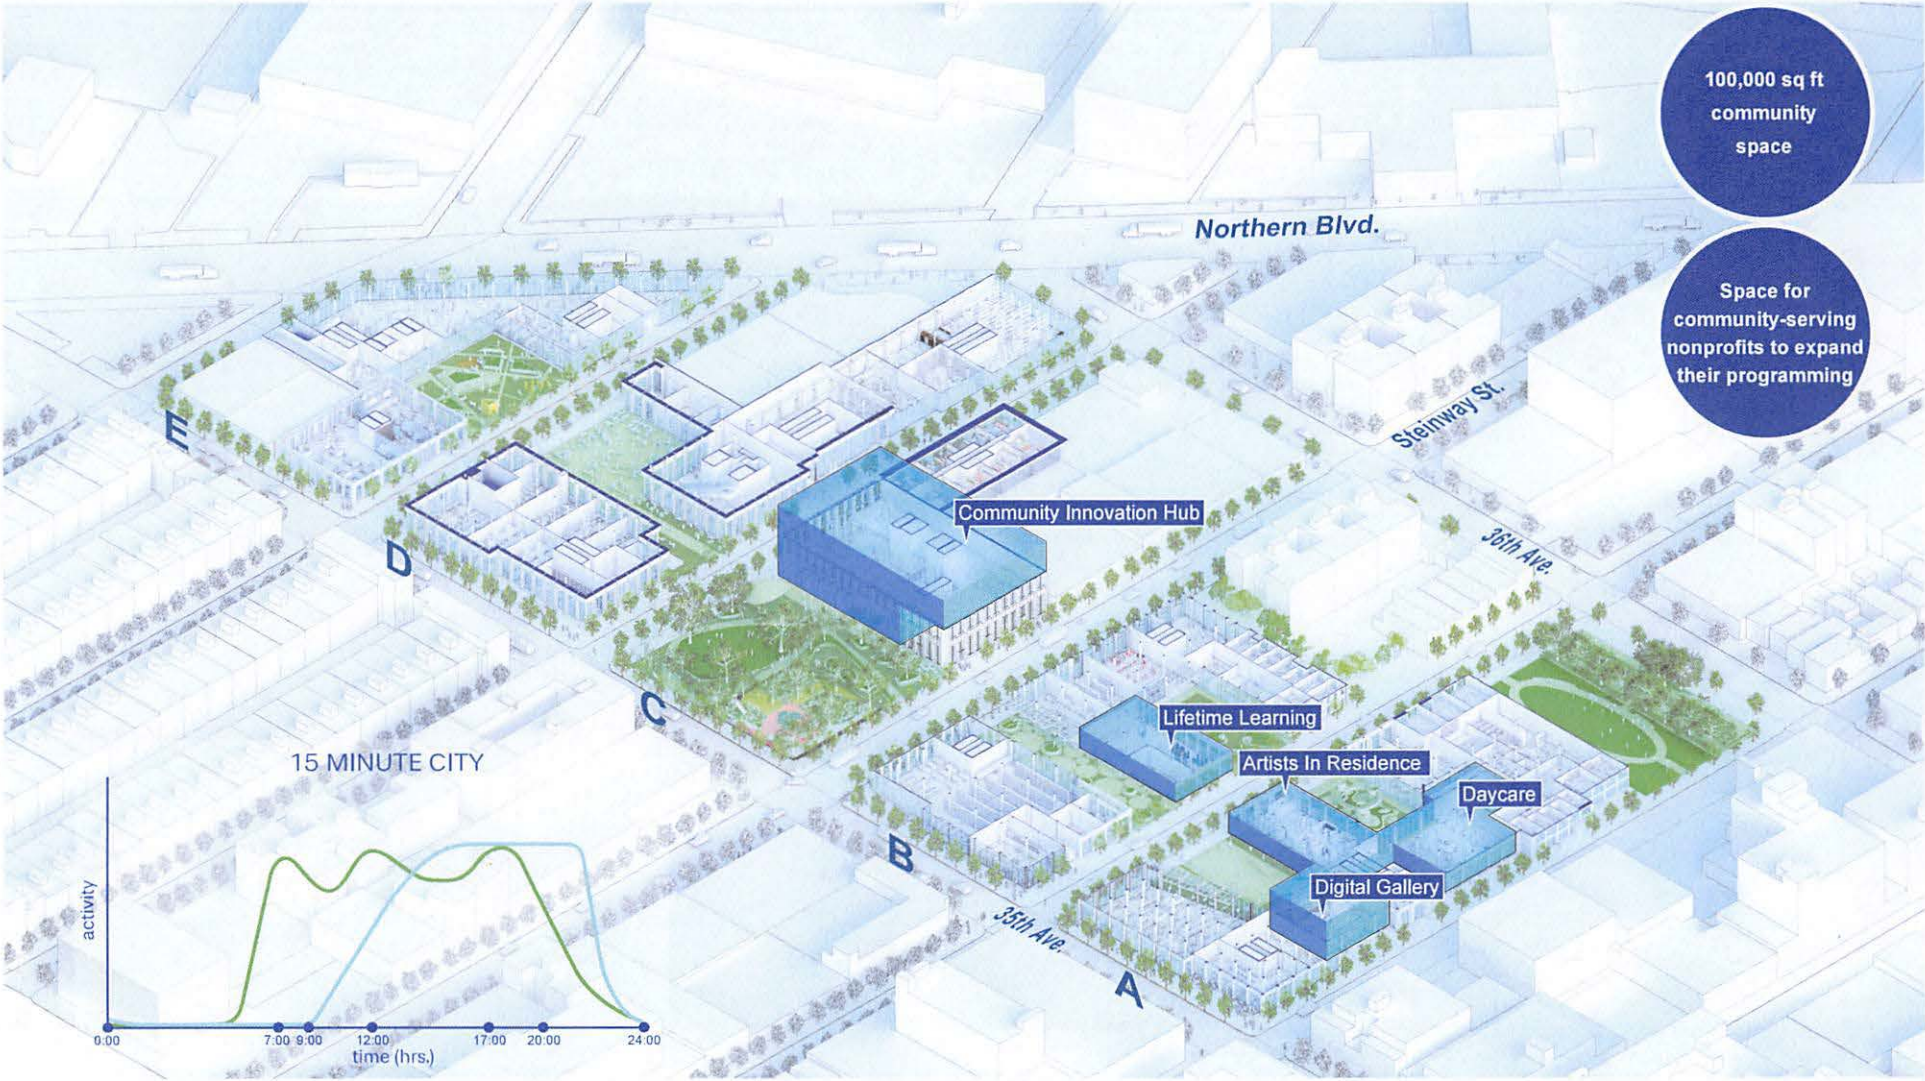 100,000 sq ft
community
space
Northern Blvd.
Space for
community-serving
nonprofits to expand
their programming
Steinway St.
E
Community Innovation Hub
36th Ave.
D
C
Lifetime Learning
Artists In Residence
Daycare
B
Digital Gallery
35th Ave.
A
15 MINUTE CITY
activity
0:00 7:00 9:00 12:00 17:00 20:00 24:00
time (hrs.)